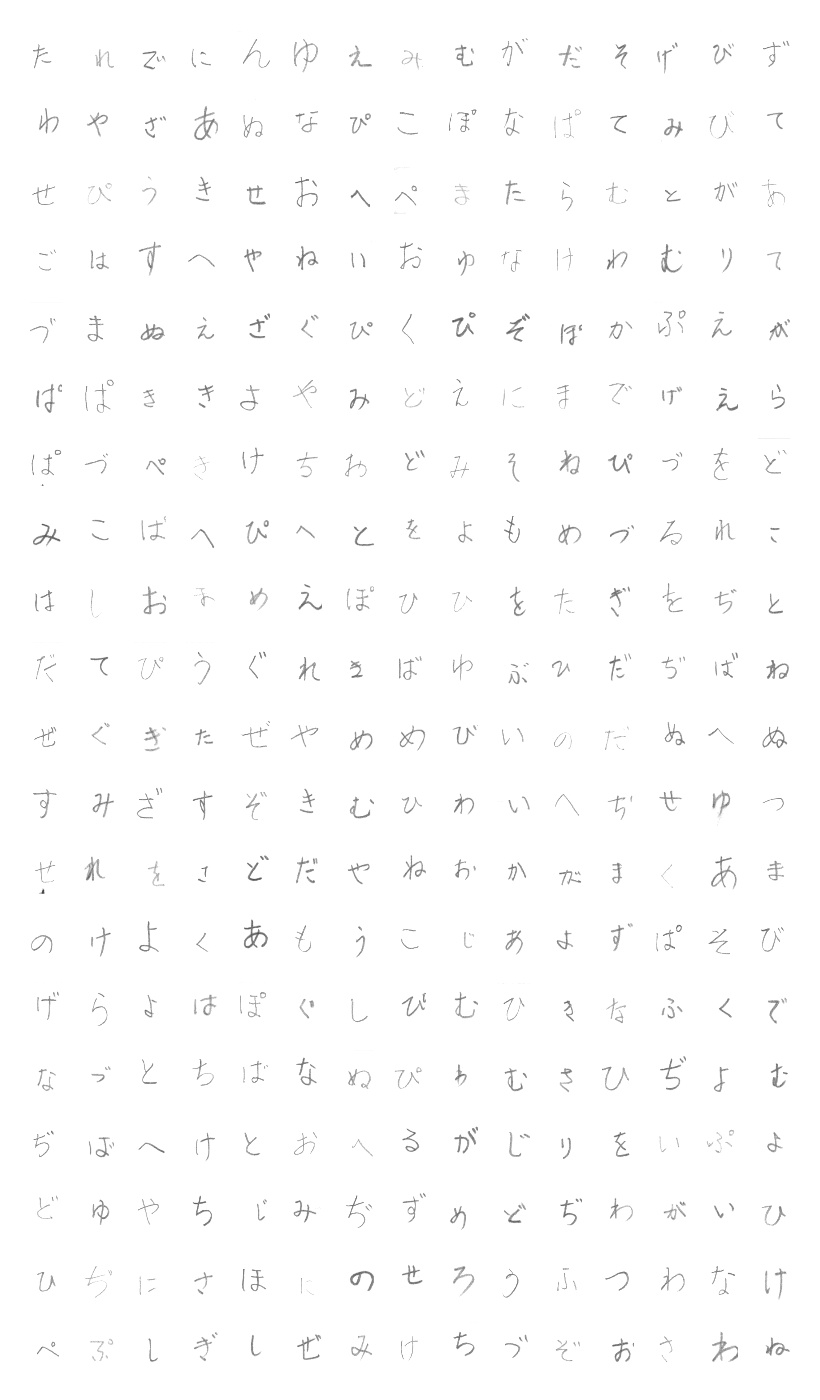 たれでにんゆえみむがだそげびず
わやざあぬなぴこぽなぱてみびて
せぴうきせおへぺまたらむとがあ
ごはすへやねいおゆなけわむりて
づまぬえざぐぴくぴぞぽかぷえが
ぱぱききよやみどえにまでげえら
ぱづぺきけちおどみそねぴづをど
みこぱへぴへとをよもめづるれこ
はしおまめえぽひひをたぎをぢと
だてぴうぐれきばゆぶひだぢばね
ぜぐぎたぜやめめびいのだぬへぬ
すみざすぞきむひわいへぢせゆつ
せれをさどだやねおかがまくあま
のけよくあもうこじあよずぱそび
げらよはぽぐしぴむひきなふくで
なづとちばなぬぴゎむさひぢよむ
ぢばへけとおへるがじりをいぷよ
どゆやちじみぢずめどぢわがいひ
ひぢにさほにのせろうふつわなけ
ぺぷしぎしぜみけちづぞおさわね